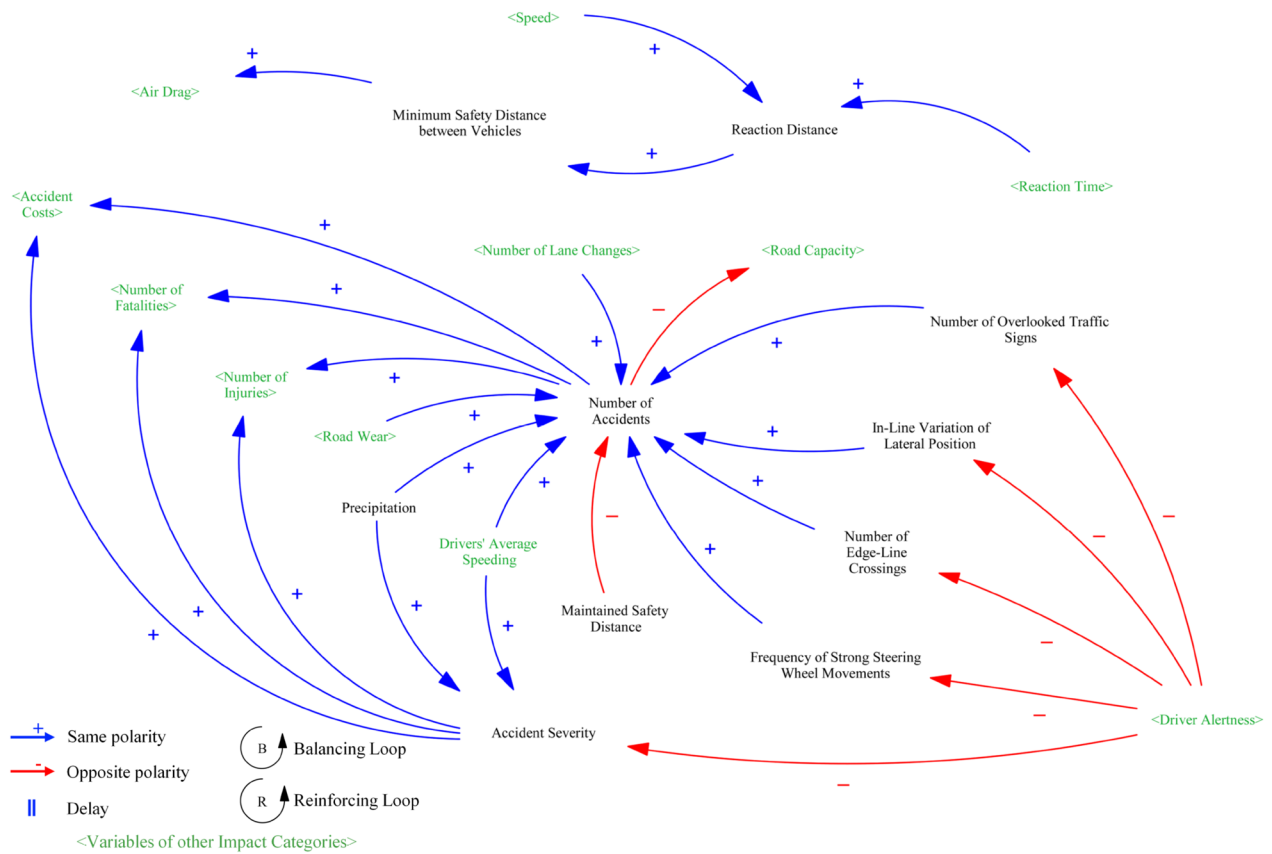 <Speed>
+
+
<Air Drag>
+
Minimum Safety Distance
between Vehicles
Reaction Distance
+
+
<Reaction Time>
<Accident
Costs>
+
<Number of Lane Changes>
<Road Capacity>
<Number of
Fatalities>
+
−
+
Number of Overlooked Traffic
Signs
+
<Number of
Injuries>
+
<Road Wear>
+
Number of
Accidents
In-Line Variation of
Lateral Position
+
+
+
+
Precipitation
−
−
−
Drivers' Average
Speeding
Number of
Edge-Line
Crossings
+
+
+
+
+
+
Maintained Safety
Distance
−
Frequency of Strong Steering
Wheel Movements
−
<Driver Alertness>
Accident Severity
−
+
Same polarity
B
Balancing Loop
-
Opposite polarity
Delay
R
Reinforcing Loop
<Variables of other Impact Categories>